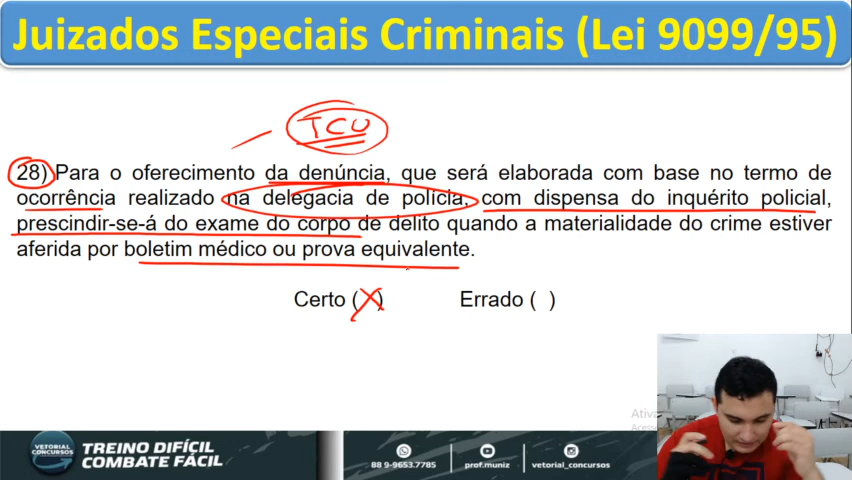 Juizados Especiais Criminais (Lei 9099/95)
TCO
28) Para o oferecimento da denúncia, que será elaborada com base no termo de
ocorrência realizado na delegacia de polícia, com dispensa do inquérito policial,
prescindir-se-á do exame do corpo de delito quando a materialidade do crime estiver
aferida por boletim médico ou prova equivalente.
Certo (X) Errado ( )
Ativa
Acesse
VETORIAL
CONCURSOS
TREINO DIFÍCIL
COMBATE FÁCIL
88 9-9653.7785 prof.muniz vetorial_concursos